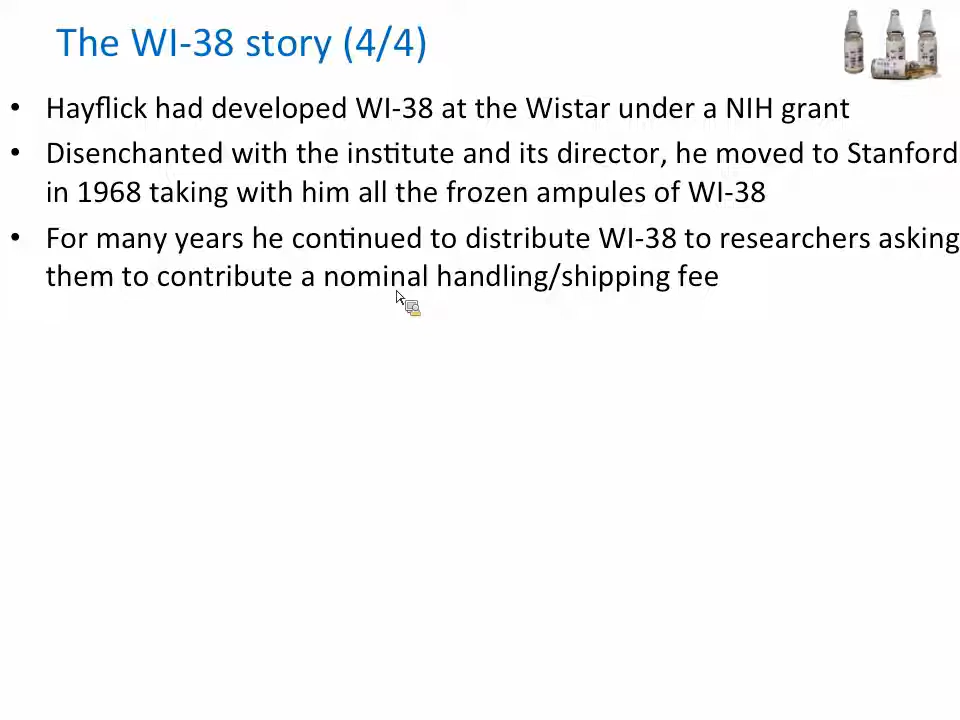 The WI-38 story (4/4)
• Hayflick had developed WI-38 at the Wistar under a NIH grant
• Disenchanted with the institute and its director, he moved to Stanford
in 1968 taking with him all the frozen ampules of WI-38
• For many years he continued to distribute WI-38 to researchers asking
them to contribute a nominal handling/shipping fee